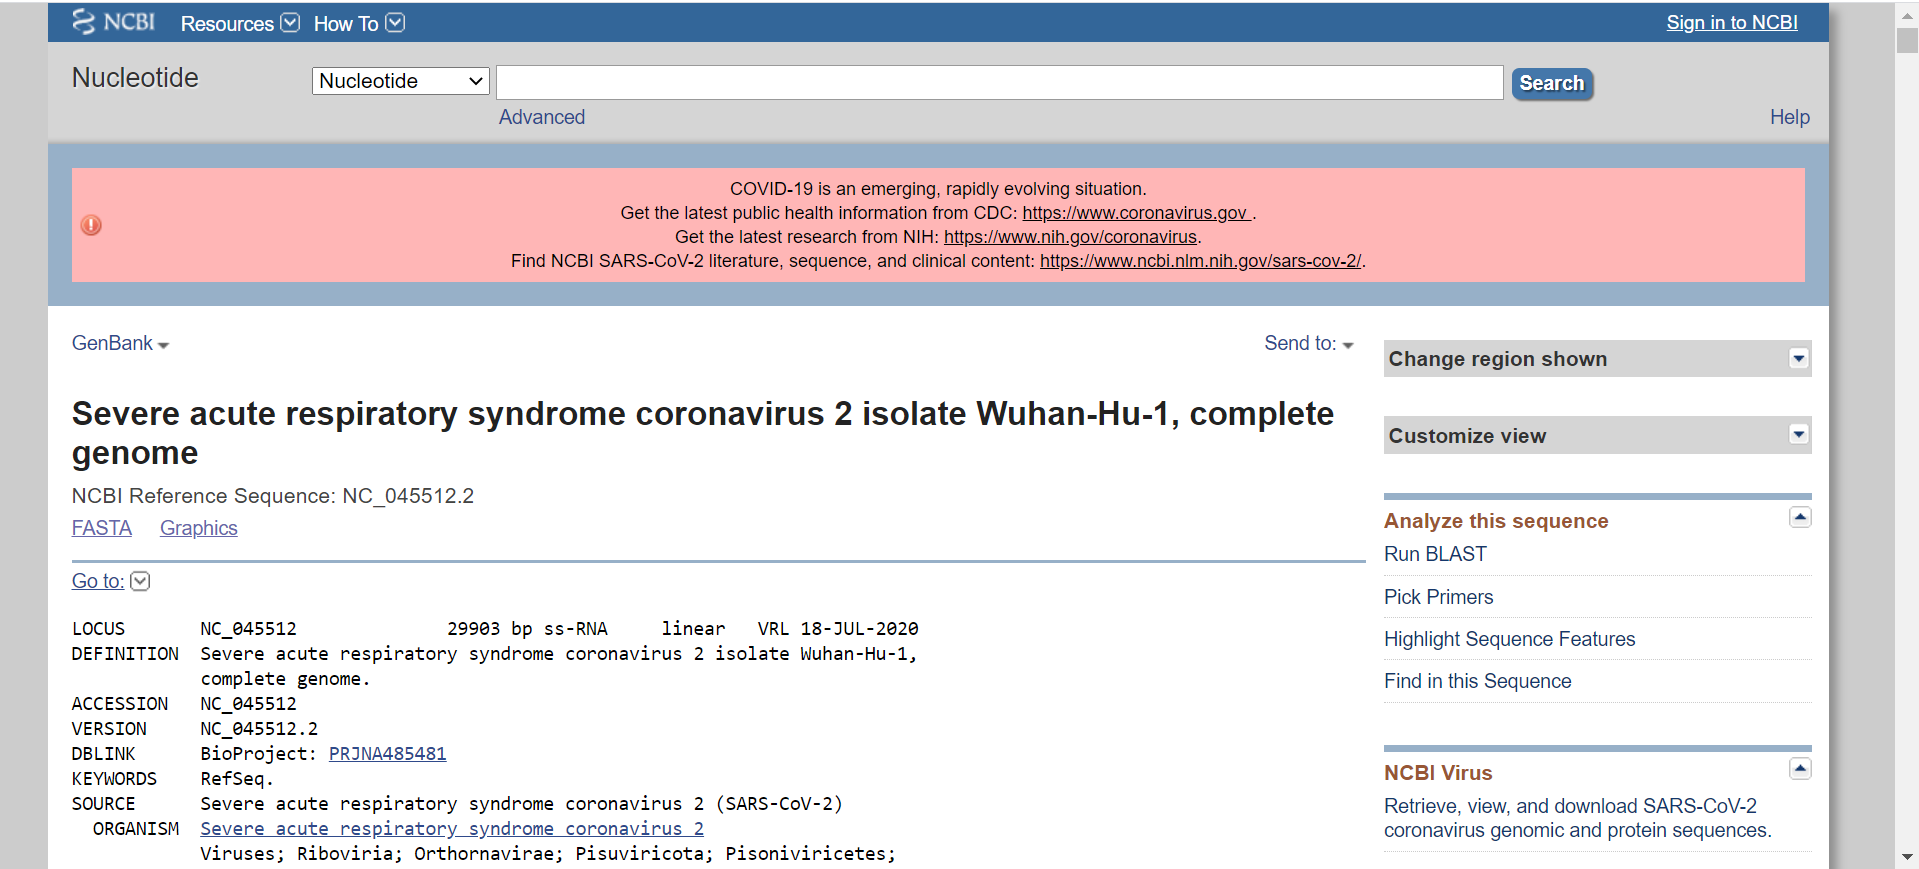 NCBI Resources How To Sign in to NCBI
Nucleotide Nucleotide Search
Advanced Help
COVID-19 is an emerging, rapidly evolving situation.
Get the latest public health information from CDC: https://www.coronavirus.gov .
Get the latest research from NIH: https://www.nih.gov/coronavirus.
Find NCBI SARS-CoV-2 literature, sequence, and clinical content: https://www.ncbi.nlm.nih.gov/sars-cov-2/.
GenBank Send to:
Severe acute respiratory syndrome coronavirus 2 isolate Wuhan-Hu-1, complete
genome
NCBI Reference Sequence: NC_045512.2
FASTA Graphics
Go to:
LOCUS NC_045512 29903 bp ss-RNA linear VRL 18-JUL-2020
DEFINITION Severe acute respiratory syndrome coronavirus 2 isolate Wuhan-Hu-1,
complete genome.
ACCESSION NC_045512
VERSION NC_045512.2
DBLINK BioProject: PRJNA485481
KEYWORDS RefSeq.
SOURCE Severe acute respiratory syndrome coronavirus 2 (SARS-CoV-2)
ORGANISM Severe acute respiratory syndrome coronavirus 2
Viruses; Riboviria; Orthornavirae; Pisuviricota; Pisoniviricetes;
Change region shown
Customize view
Analyze this sequence
Run BLAST
Pick Primers
Highlight Sequence Features
Find in this Sequence
NCBI Virus
Retrieve, view, and download SARS-CoV-2
coronavirus genomic and protein sequences.